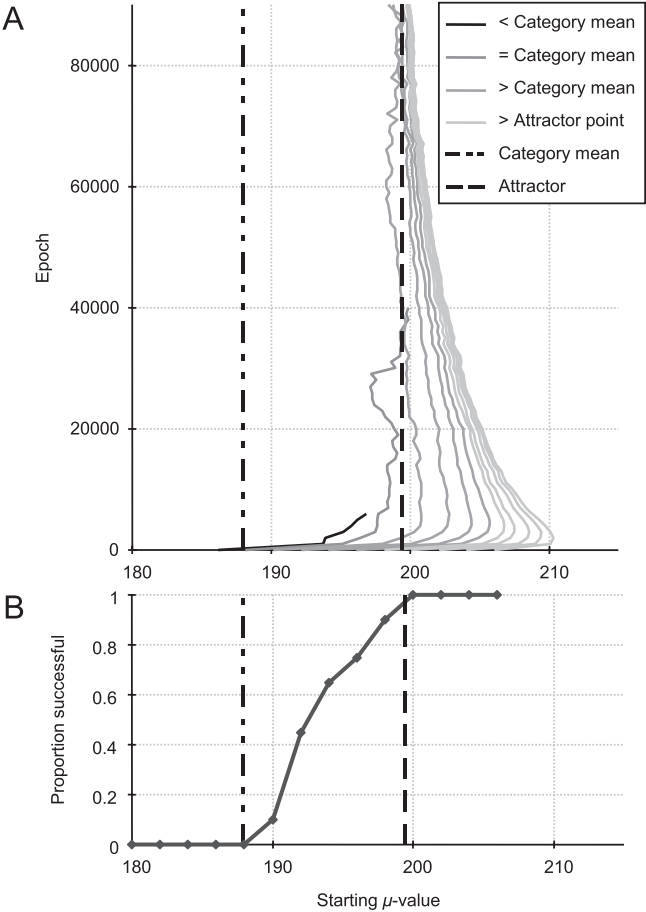 A
< Category mean
= Category mean
> Category mean
> Attractor point
Category mean
Attractor
80000
60000
40000
20000
0
Epoch
180
190
200
210
B
1
0.8
0.6
0.4
0.2
0
Proportion successful
180
190
200
210
Starting µ-value